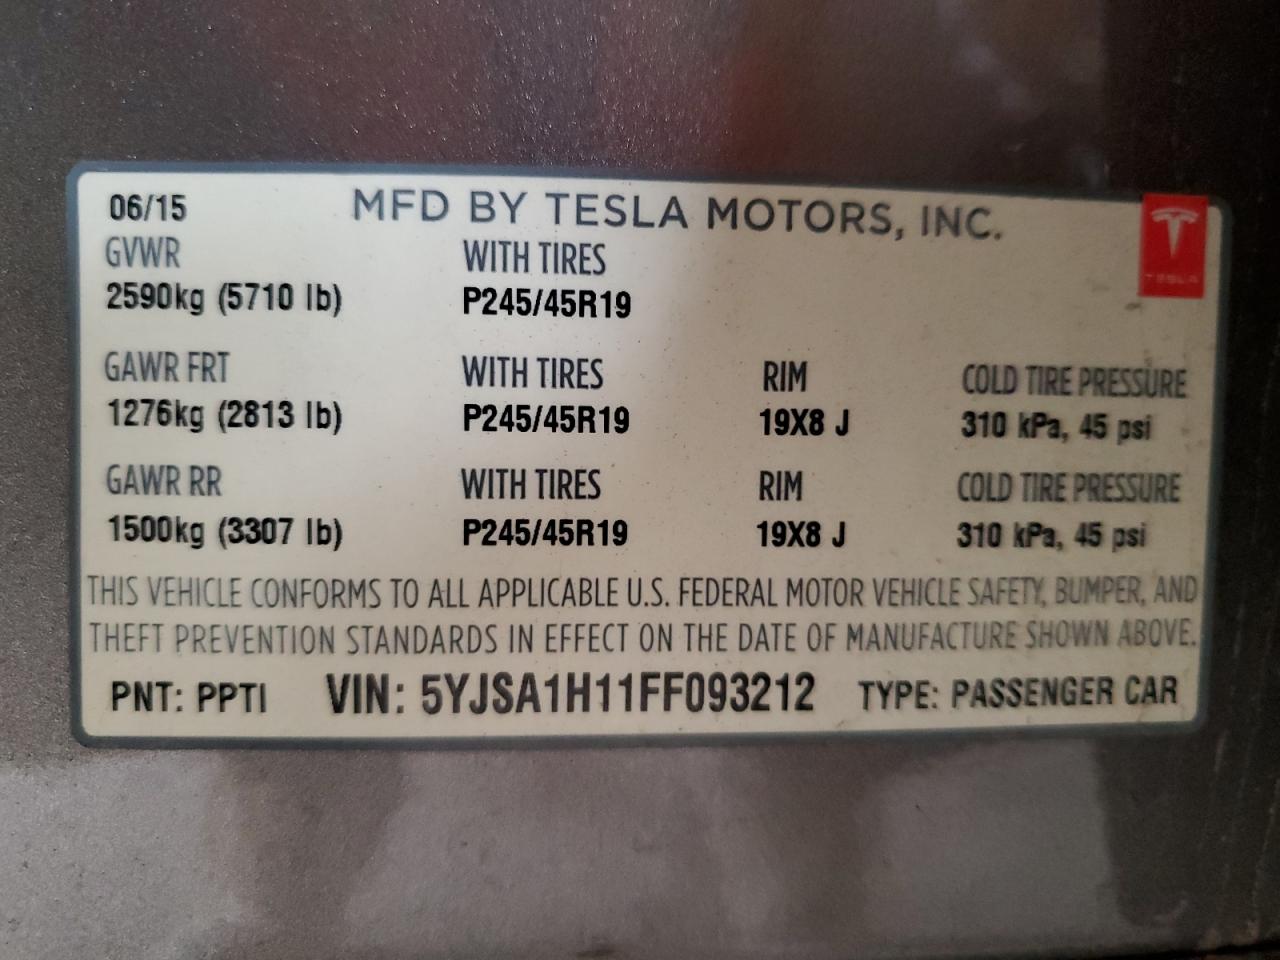 06/15 MFD BY TESLA MOTORS, INC.
TESLA
GVWR WITH TIRES
2590kg (5710 lb) P245/45R19
GAWR FRT WITH TIRES RIM COLD TIRE PRESSURE
1276kg (2813 lb) P245/45R19 19X8 J 310 kPa, 45 psi
GAWR RR WITH TIRES RIM COLD TIRE PRESSURE
1500kg (3307 lb) P245/45R19 19X8 J 310 kPa, 45 psi
THIS VEHICLE CONFORMS TO ALL APPLICABLE U.S. FEDERAL MOTOR VEHICLE SAFETY, BUMPER, AND
THEFT PREVENTION STANDARDS IN EFFECT ON THE DATE OF MANUFACTURE SHOWN ABOVE.
PNT: PPTI VIN: 5YJSA1H11FF093212 TYPE: PASSENGER CAR